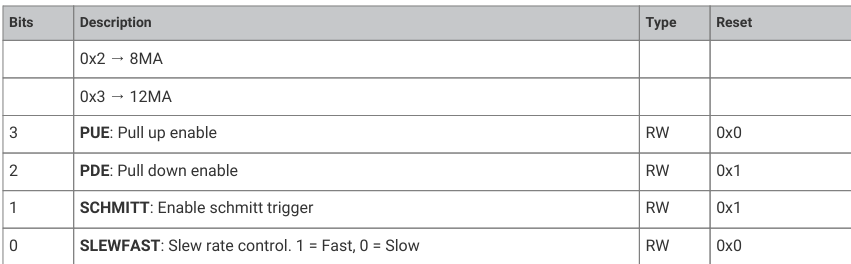 Bits Description Type Reset
0x2 → 8MA
0x3 → 12MA
3 PUE: Pull up enable RW 0x0
2 PDE: Pull down enable RW 0x1
1 SCHMITT: Enable schmitt trigger RW 0x1
0 SLEWFAST: Slew rate control. 1 = Fast, 0 = Slow RW 0x0